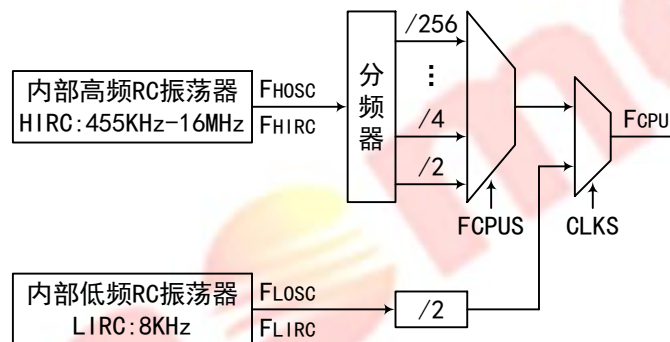 /256
⋮
/4
/2
分频器
内部高频RC振荡器
HIRC:455KHz-16MHz
FHOSC
FHIRC
FCPUS
CLKS
FCPU
内部低频RC振荡器
LIRC:8KHz
FLOSC
FLIRC
/2